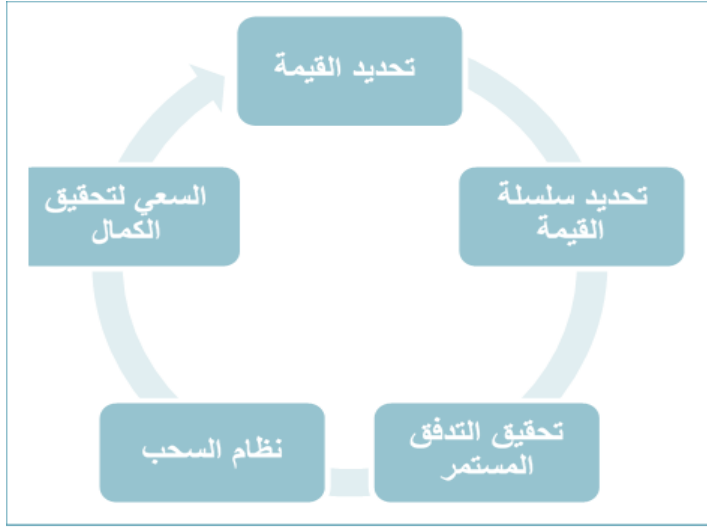 تحديد القيمة
تحديد سلسلة
القيمة
تحقيق التدفق
المستمر
نظام السحب
السعي لتحقيق
الكمال